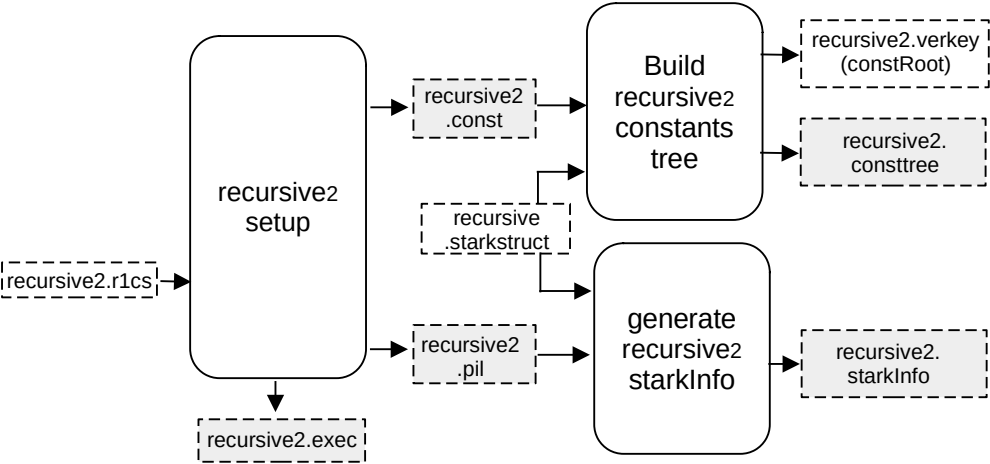 recursive2.r1cs
recursive2
setup
recursive2.exec
recursive2
.const
recursive
.starkstruct
recursive2
.pil
Build
recursive2
constants
tree
generate
recursive2
starkInfo
recursive2.verkey
(constRoot)
recursive2.
consttree
recursive2.
starkInfo